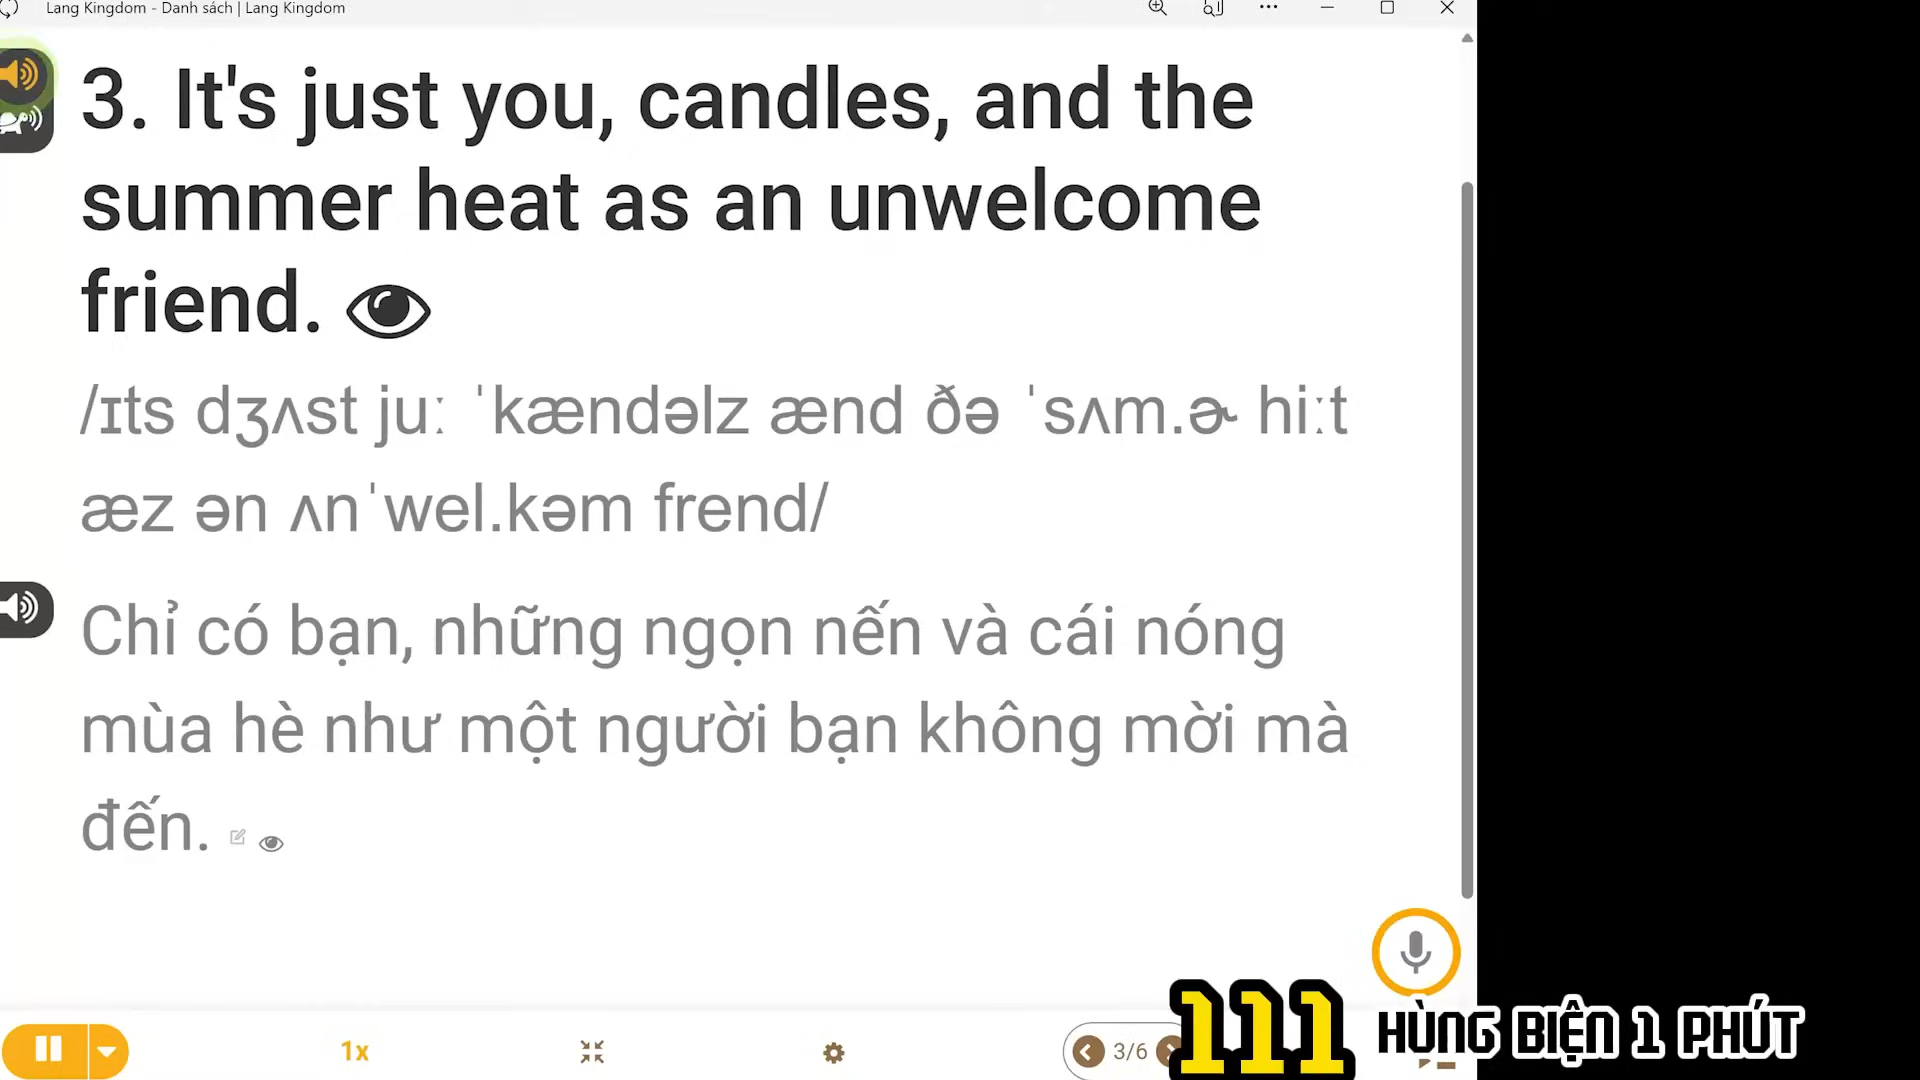 Lang Kingdom - Danh sách | Lang Kingdom
3. It's just you, candles, and the
summer heat as an unwelcome
friend.
/ɪts dʒʌst juː ˈkændəlz ænd ðə ˈsʌm.ɚ hiːt
æz ən ʌnˈwel.kəm frend/
Chỉ có bạn, những ngọn nến và cái nóng
mùa hè như một người bạn không mời mà
đến.
1x
3/6
111 HÙNG BIỆN 1 PHÚT